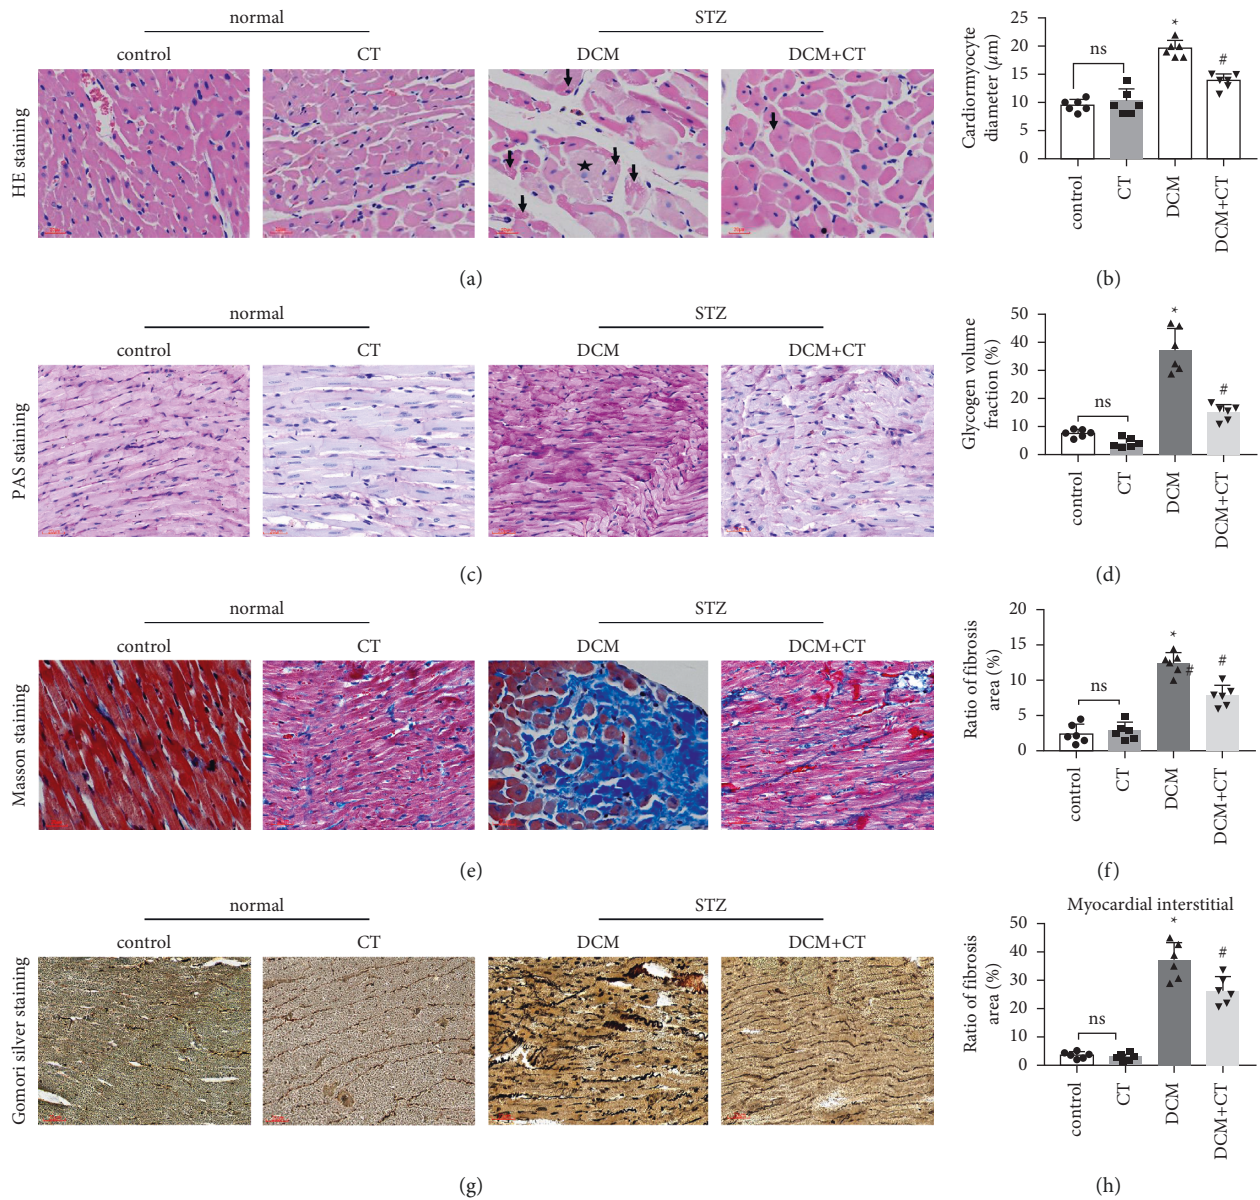 normal STZ
control CT DCM DCM+CT
HE staining
(a)
Cardiormyocyte
diameter (μm)
25
20
15
10
5
0
ns
*
#
control CT DCM DCM+CT
(b)
normal STZ
control CT DCM DCM+CT
PAS staining
(c)
Glycogen volume
fraction (%)
50
40
30
20
10
0
ns
*
#
control CT DCM DCM+CT
(d)
normal STZ
control CT DCM DCM+CT
Masson staining
(e)
Ratio of fibrosis
area (%)
20
15
10
5
0
ns
*
#
#
control CT DCM DCM+CT
(f)
normal STZ
control CT DCM DCM+CT
Gomori silver staining
(g)
Myocardial interstitial
Ratio of fibrosis
area (%)
50
40
30
20
10
0
ns
*
#
control CT DCM DCM+CT
(h)